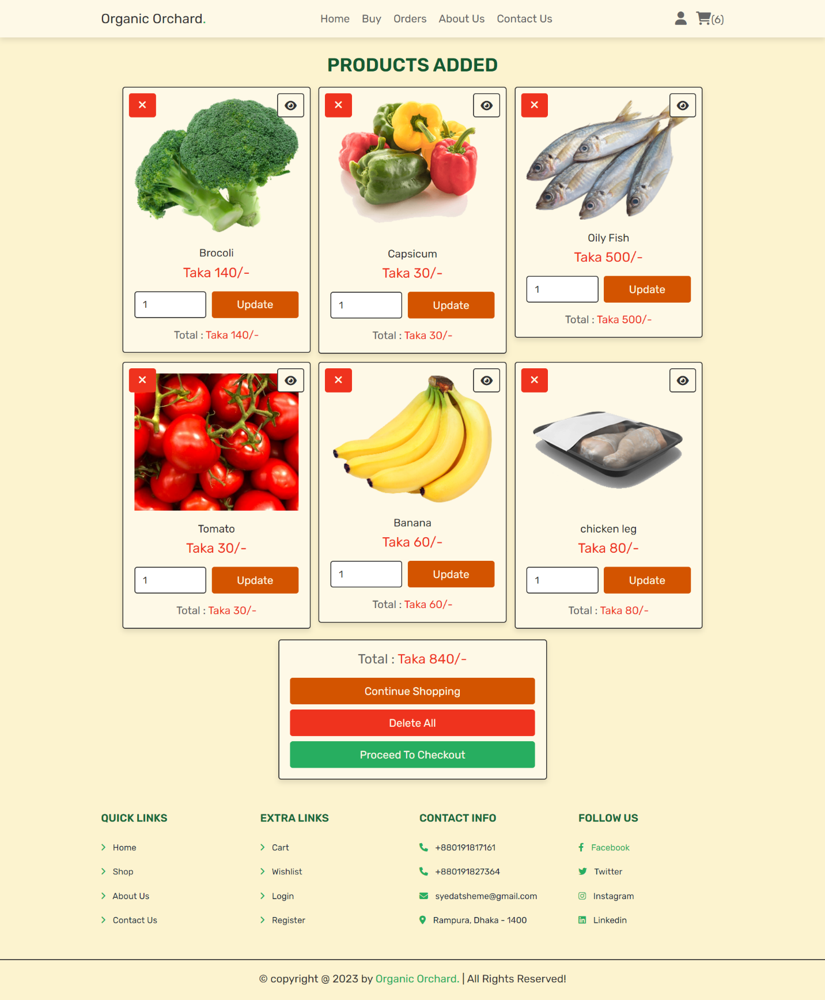 Organic Orchard.
Home Buy Orders About Us Contact Us
(6)
PRODUCTS ADDED
Brocoli
Taka 140/-
1 Update
Total : Taka 140/-
Capsicum
Taka 30/-
1 Update
Total : Taka 30/-
Oily Fish
Taka 500/-
1 Update
Total : Taka 500/-
Tomato
Taka 30/-
1 Update
Total : Taka 30/-
Banana
Taka 60/-
1 Update
Total : Taka 60/-
chicken leg
Taka 80/-
1 Update
Total : Taka 80/-
Total : Taka 840/-
Continue Shopping
Delete All
Proceed To Checkout
QUICK LINKS
Home
Shop
About Us
Contact Us
EXTRA LINKS
Cart
Wishlist
Login
Register
CONTACT INFO
+880191817161
+880191827364
syedatsheme@gmail.com
Rampura, Dhaka - 1400
FOLLOW US
Facebook
Twitter
Instagram
Linkedin
© copyright @ 2023 by Organic Orchard. | All Rights Reserved!